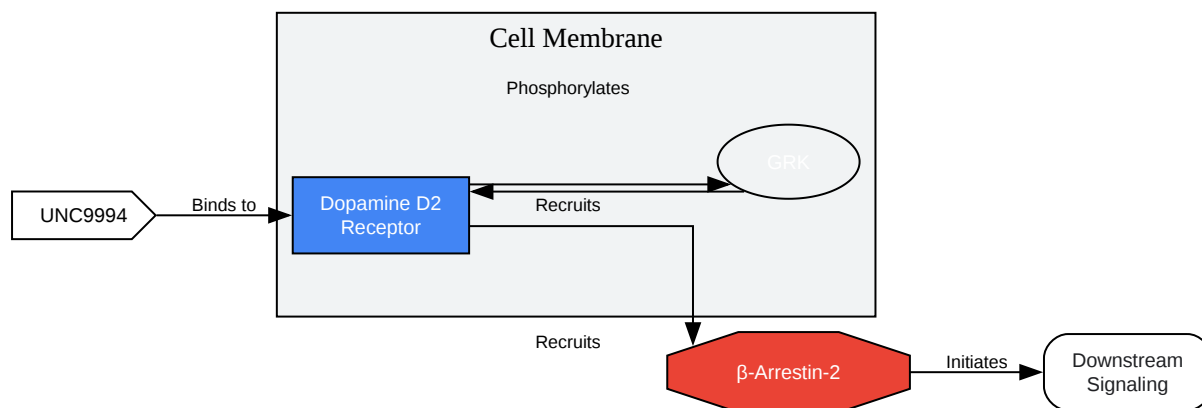 Cell Membrane
Phosphorylates
GRK
UNC9994
Binds to
Dopamine D2
Receptor
Recruits
Recruits
β-Arrestin-2
Initiates
Downstream
Signaling